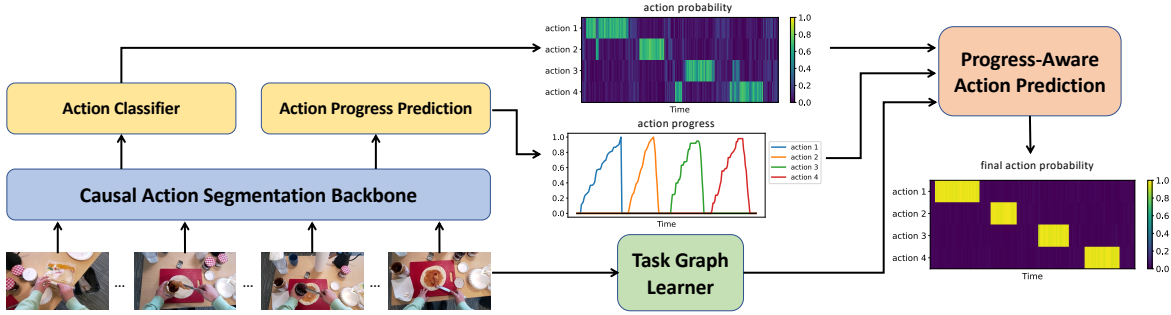 action probability
action 1
action 2
action 3
action 4
Time
1.0
0.8
0.6
0.4
0.2
0.0
Progress-Aware
Action Prediction
Action Classifier
Action Progress Prediction
action progress
1.0
0.8
0.6
0.4
0.2
0.0
Time
action 1
action 2
action 3
action 4
Causal Action Segmentation Backbone
final action probability
action 1
action 2
action 3
action 4
Time
1.0
0.8
0.6
0.4
0.2
0.0
...
...
...
Task Graph
Learner